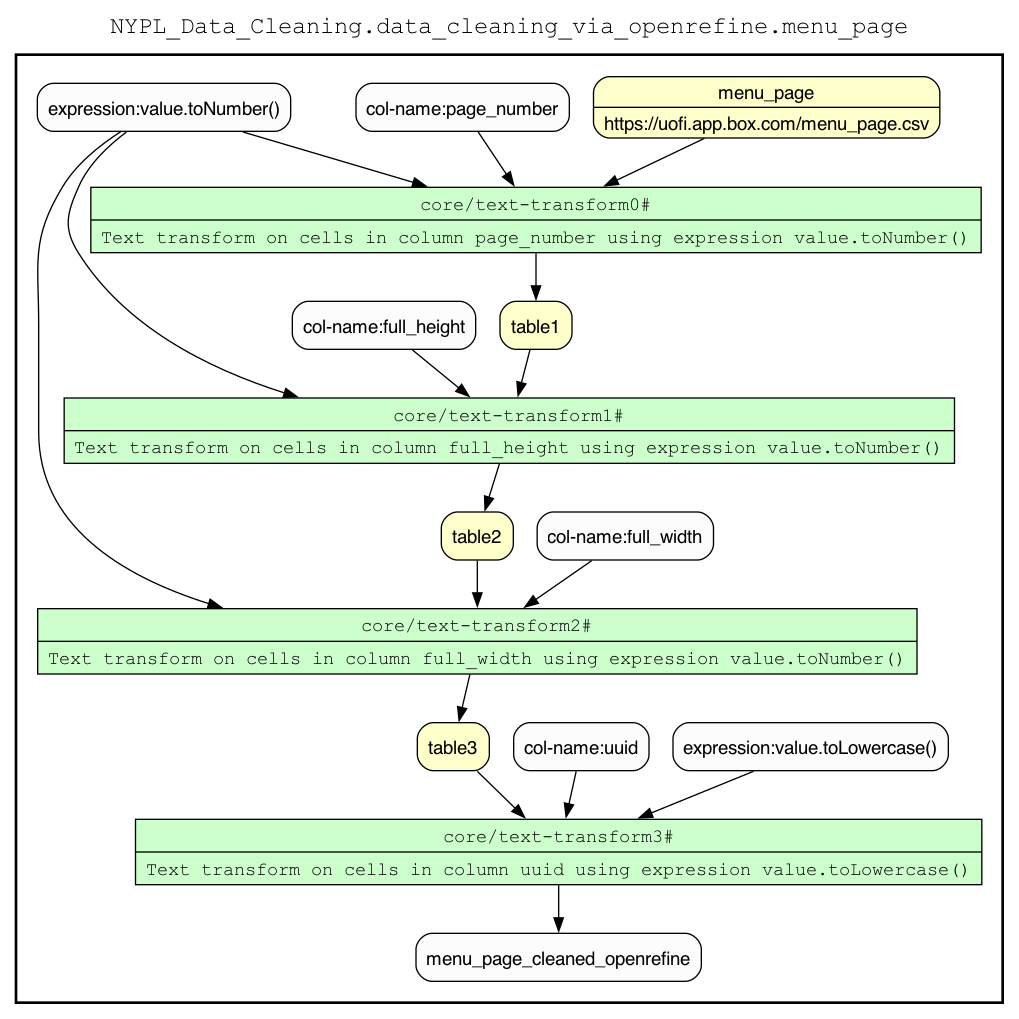 NYPL_Data_Cleaning.data_cleaning_via_openrefine.menu_page
expression:value.toNumber()
col-name:page_number
menu_page
https://uofi.app.box.com/menu_page.csv
core/text-transform0#
Text transform on cells in column page_number using expression value.toNumber()
col-name:full_height
table1
core/text-transform1#
Text transform on cells in column full_height using expression value.toNumber()
table2
col-name:full_width
core/text-transform2#
Text transform on cells in column full_width using expression value.toNumber()
table3
col-name:uuid
expression:value.toLowercase()
core/text-transform3#
Text transform on cells in column uuid using expression value.toLowercase()
menu_page_cleaned_openrefine